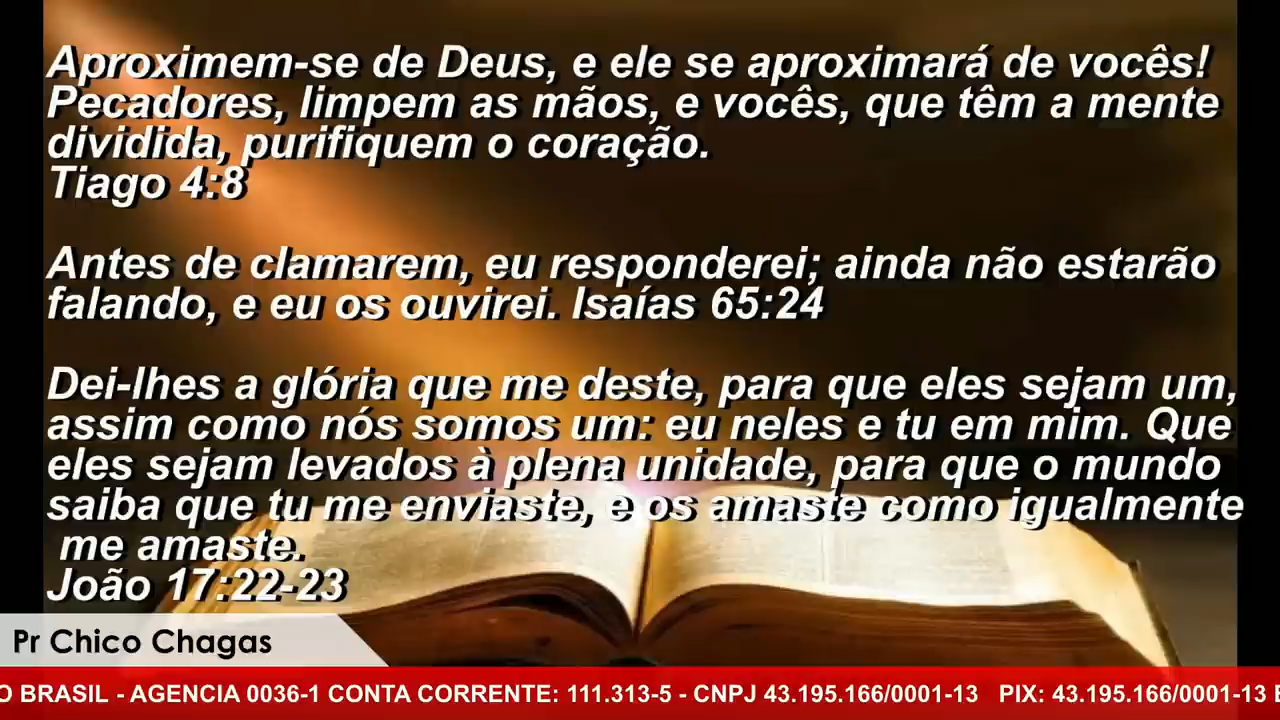 Aproximem-se de Deus, e ele se aproximará de vocês!
Pecadores, limpem as mãos, e vocês, que têm a mente
dividida, purifiquem o coração.
Tiago 4:8
Antes de clamarem, eu responderei; ainda não estarão
falando, e eu os ouvirei. Isaías 65:24
Dei-lhes a glória que me deste, para que eles sejam um,
assim como nós somos um: eu neles e tu em mim. Que
eles sejam levados à plena unidade, para que o mundo
saiba que tu me enviaste, e os amaste como igualmente
me amaste.
João 17:22-23
Pr Chico Chagas
O BRASIL - AGENCIA 0036-1 CONTA CORRENTE: 111.313-5 - CNPJ 43.195.166/0001-13 PIX: 43.195.166/0001-13 E